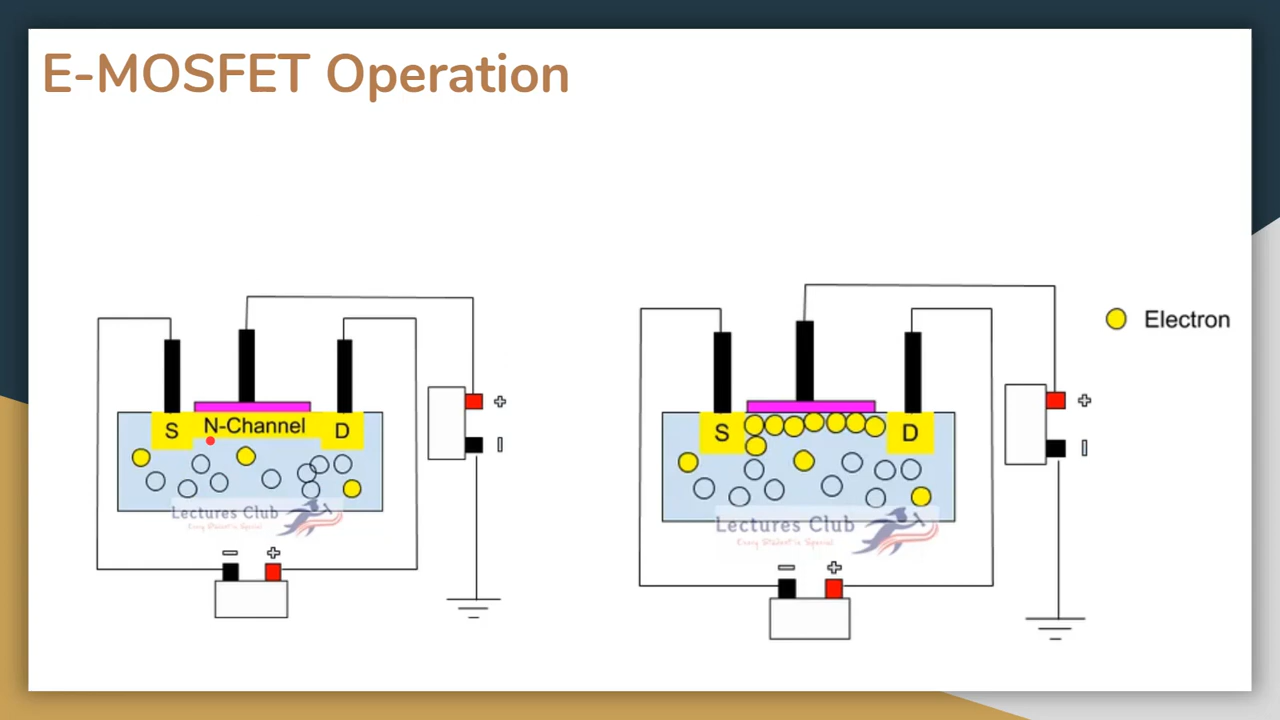 E-MOSFET Operation
S N-Channel D
+
Lectures Club
Every Student is Special
− +
Electron
S D
+
Lectures Club
Every Student is Special
− +